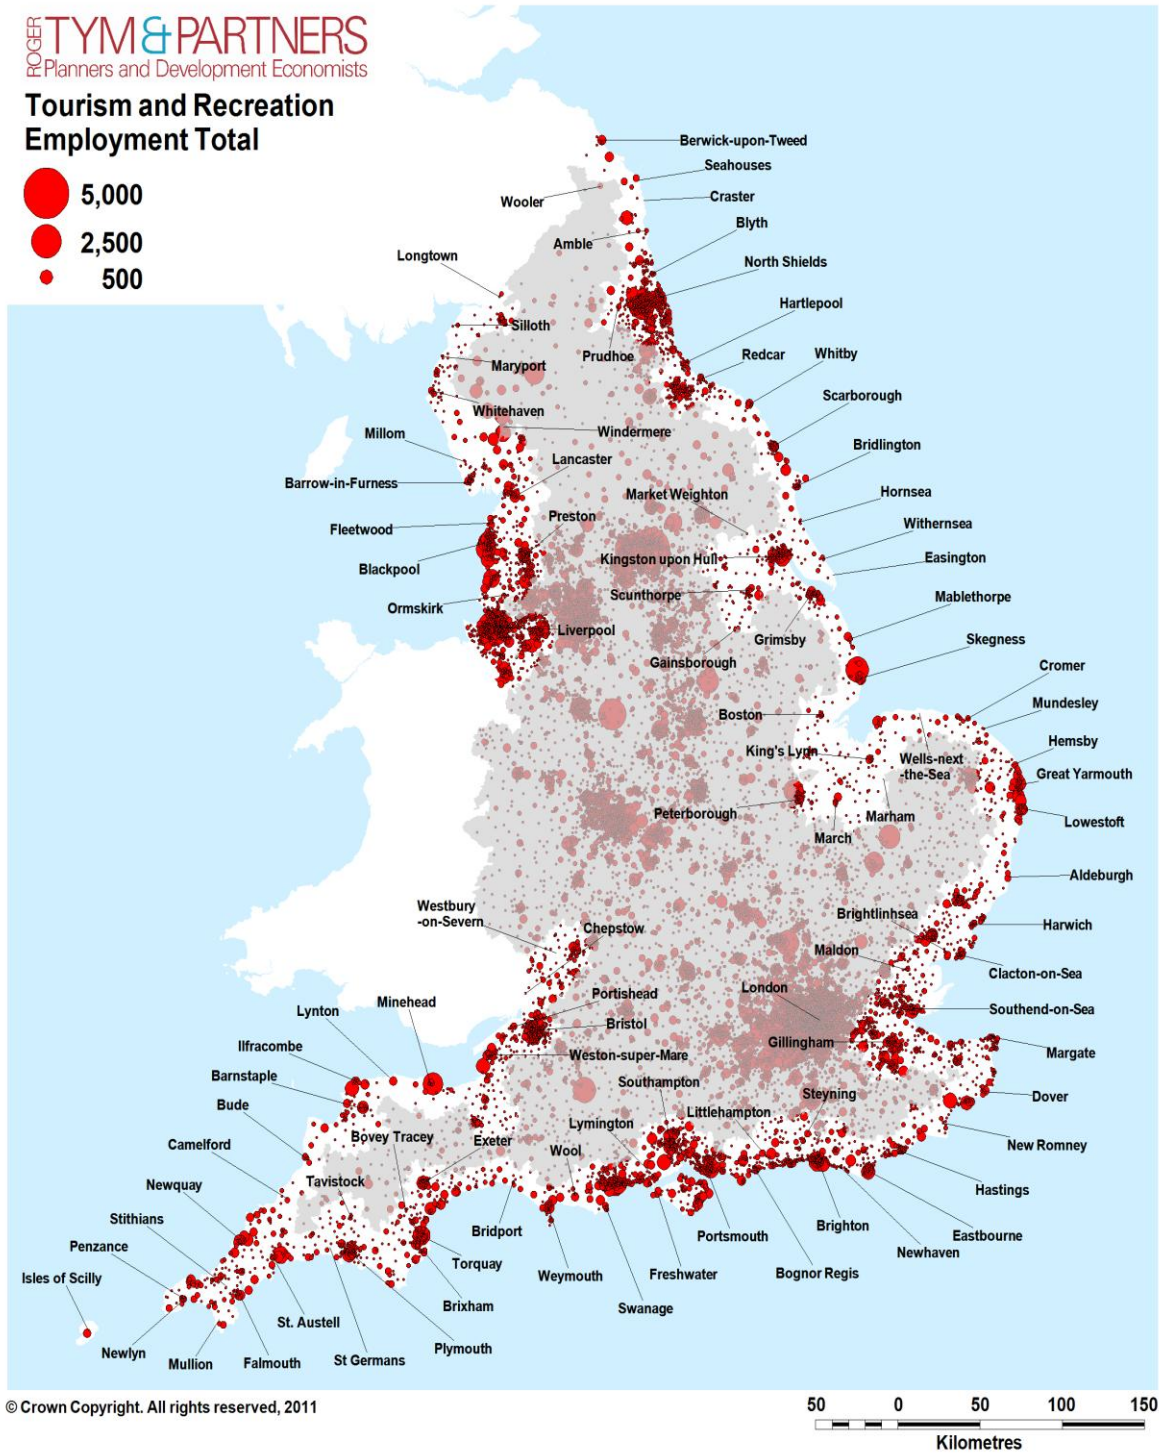 ROGER
TYM & PARTNERS
Planners and Development Economists
Tourism and Recreation
Employment Total
5,000
2,500
500
Berwick-upon-Tweed
Seahouses
Wooler
Craster
Blyth
Amble
Longtown
North Shields
Hartlepool
Silloth
Prudhoe
Redcar
Whitby
Maryport
Scarborough
Whitehaven
Windermere
Millom
Bridlington
Lancaster
Barrow-in-Furness
Market Weighton
Hornsea
Preston
Fleetwood
Withernsea
Kingston upon Hull
Easington
Blackpool
Scunthorpe
Mablethorpe
Ormskirk
Liverpool
Grimsby
Skegness
Gainsborough
Cromer
Mundesley
Boston
Hemsby
King's Lynn
Wells-next
-the-Sea
Great Yarmouth
Peterborough
Marham
Lowestoft
March
Aldeburgh
Westbury
-on-Severn
Brightlinhsea
Chepstow
Harwich
Maldon
Clacton-on-Sea
London
Portishead
Minehead
Southend-on-Sea
Lynton
Bristol
Gillingham
Ilfracombe
Margate
Weston-super-Mare
Barnstaple
Southampton
Steyning
Dover
Bude
Littlehampton
Lymington
Bovey Tracey
Exeter
New Romney
Camelford
Wool
Tavistock
Newquay
Hastings
Stithians
Bridport
Brighton
Portsmouth
Eastbourne
Penzance
Newhaven
Torquay
Isles of Scilly
Weymouth
Freshwater
Bognor Regis
Brixham
Swanage
St. Austell
Newlyn
Plymouth
Mullion
Falmouth
St Germans
© Crown Copyright. All rights reserved, 2011
50 0 50 100 150
Kilometres